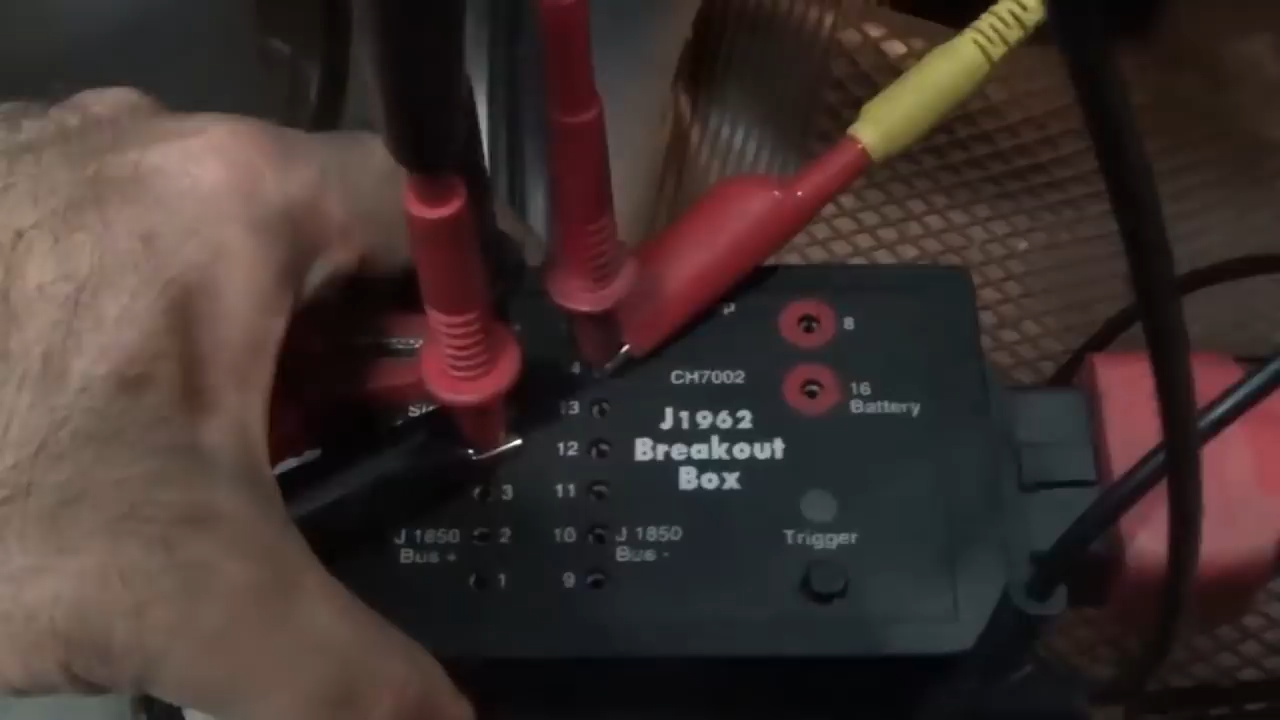 8
CH7002
16
Battery
J1962
Breakout
Box
4
13
12
3
11
J 1850
Bus +
2
10
J 1850
Bus -
1
9
Trigger